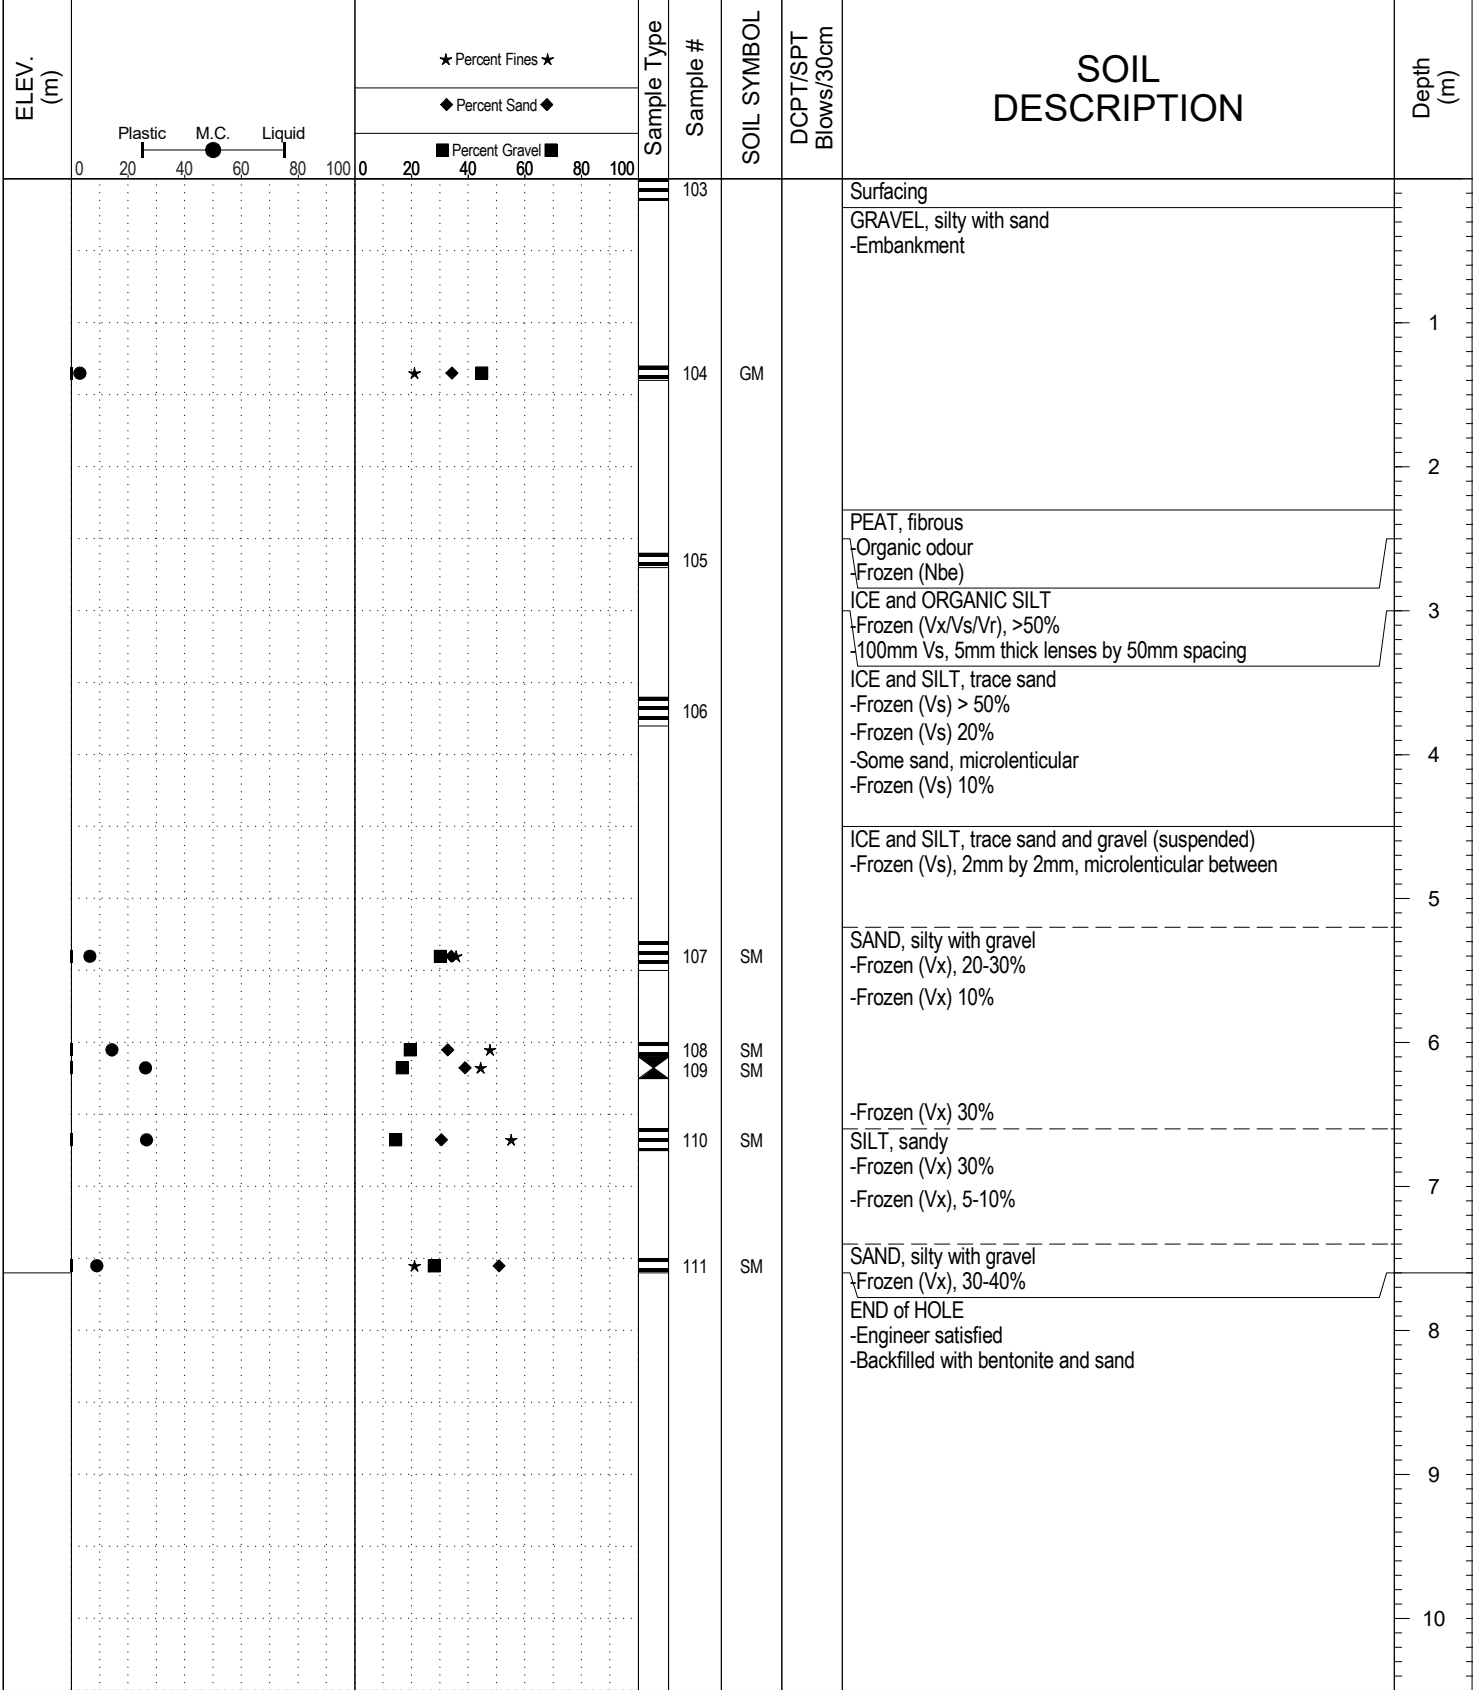 ELEV.
(m)
Plastic M.C. Liquid
0 20 40 60 80 100
★ Percent Fines ★
◆ Percent Sand ◆
■ Percent Gravel ■
0 20 40 60 80 100
Sample Type
Sample #
SOIL SYMBOL
DCPT/SPT
Blows/30cm
SOIL
DESCRIPTION
Depth
(m)
103
Surfacing
GRAVEL, silty with sand
-Embankment
1
104 GM
2
PEAT, fibrous
-Organic odour
105
-Frozen (Nbe)
ICE and ORGANIC SILT
3
-Frozen (Vx/Vs/Vr), >50%
-100mm Vs, 5mm thick lenses by 50mm spacing
ICE and SILT, trace sand
-Frozen (Vs) > 50%
106
-Frozen (Vs) 20%
-Some sand, microlenticular
4
-Frozen (Vs) 10%
ICE and SILT, trace sand and gravel (suspended)
-Frozen (Vs), 2mm by 2mm, microlenticular between
5
SAND, silty with gravel
107 SM
-Frozen (Vx), 20-30%
-Frozen (Vx) 10%
6
108 SM
109 SM
-Frozen (Vx) 30%
110 SM
SILT, sandy
-Frozen (Vx) 30%
7
-Frozen (Vx), 5-10%
SAND, silty with gravel
111 SM
-Frozen (Vx), 30-40%
END of HOLE
-Engineer satisfied
8
-Backfilled with bentonite and sand
9
10